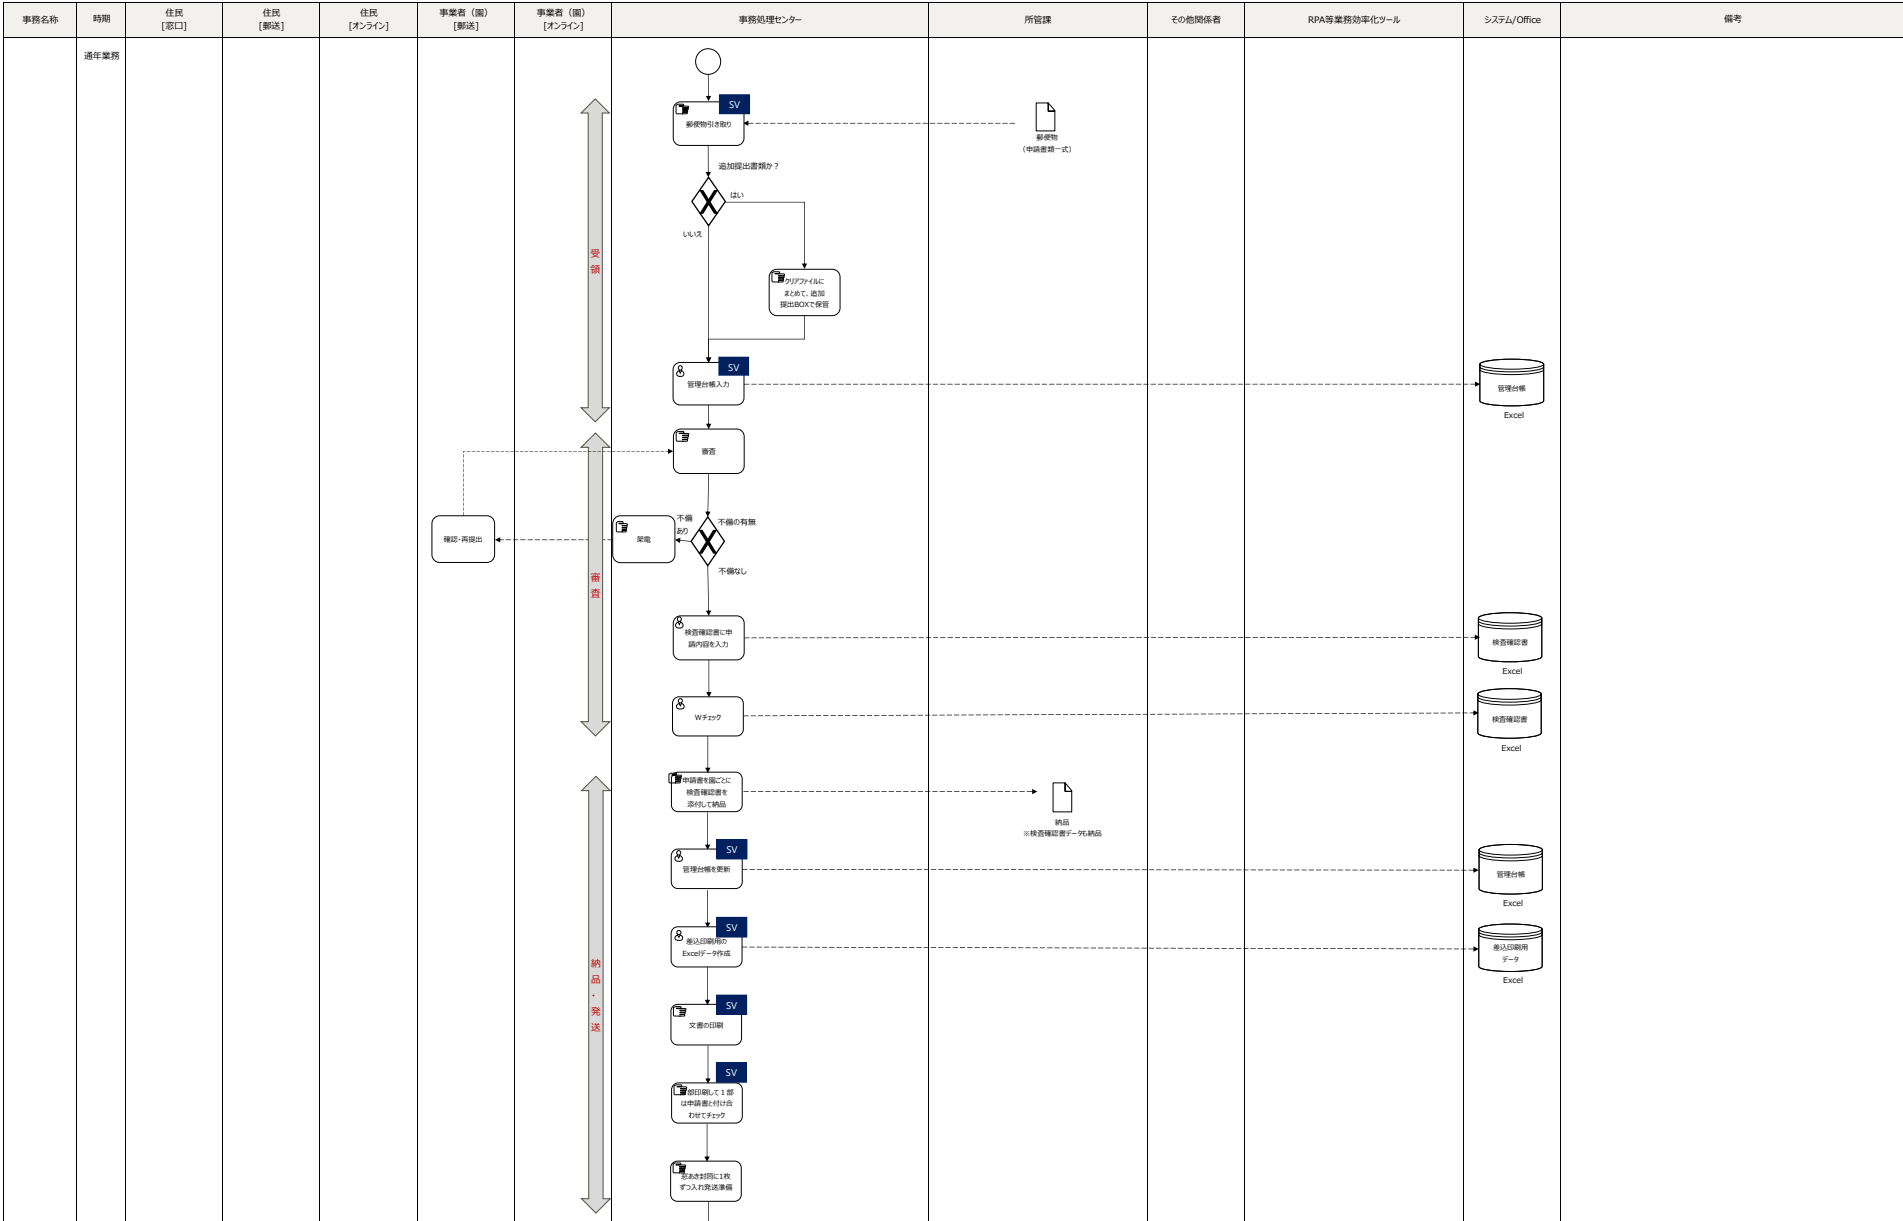 事務名称
時期
住民
[窓口]
住民
[郵送]
住民
[オンライン]
事業者（園）
[郵送]
事業者（園）
[オンライン]
事務処理センター
所管課
その他関係者
RPA等業務効率化ツール
システム/Office
備考
通年業務
SV
郵便物引き取り
郵便物
（申請書類一式）
追加提出書類か？
はい
いいえ
受
領
クリアファイルに
まとめて、追加
提出BOXで保管
SV
管理台帳入力
管理台帳
Excel
審査
不備
あり
不備の有無
確認・再提出
架電
不備なし
審
査
検査確認書に申
請内容を入力
検査確認書
Excel
Wチェック
検査確認書
Excel
申請書を園ごとに
検査確認書を
添付して納品
納品
※検査確認書データも納品
SV
管理台帳を更新
管理台帳
Excel
SV
差込印刷用の
Excelデータ作成
差込印刷用
データ
Excel
納
品
・
発
送
SV
文書の印刷
SV
部印刷して１部
は申請書と付け合
わせてチェック
窓あき封筒に1枚
ずつ入れ発送準備